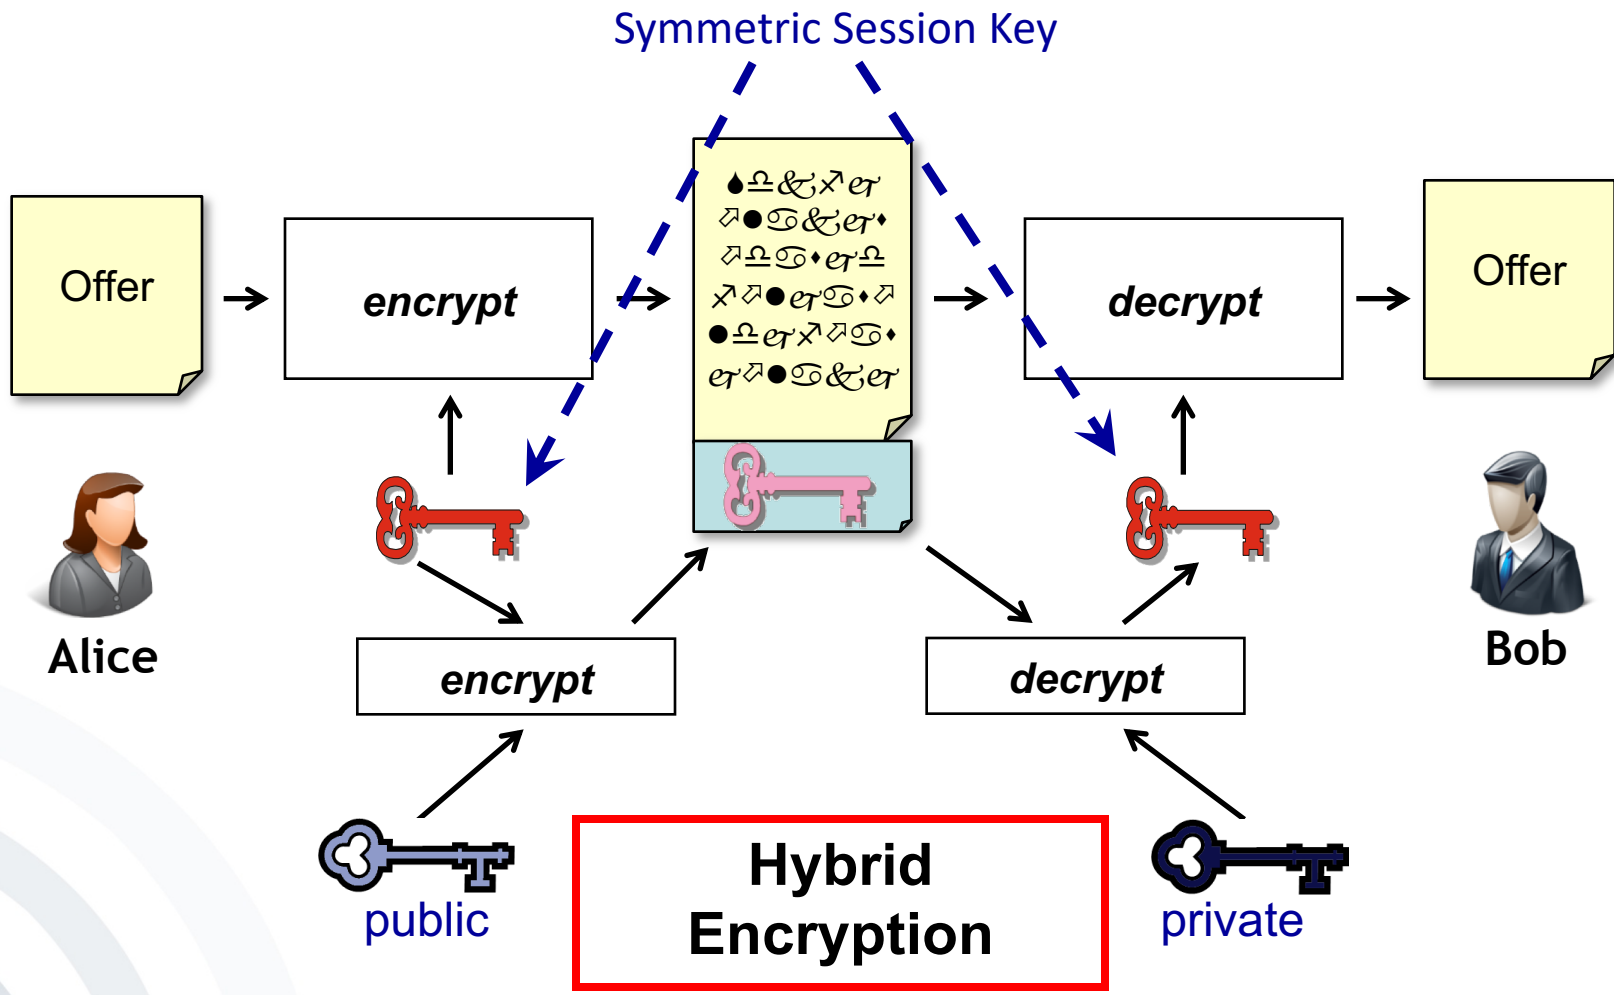 Symmetric Session Key
Offer
encrypt
decrypt
Offer
Alice
Bob
encrypt
decrypt
public
private
Hybrid
Encryption